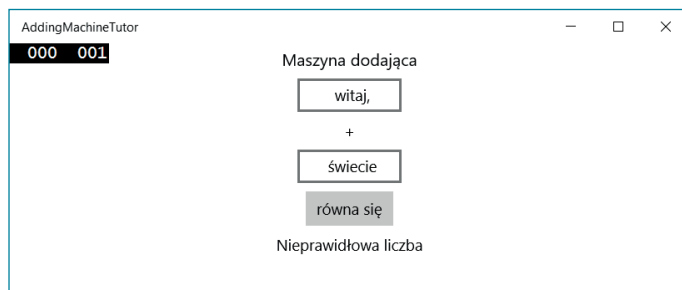 AddingMachineTutor
000 001
Maszyna dodająca
witaj,
+
świecie
równa się
Nieprawidłowa liczba